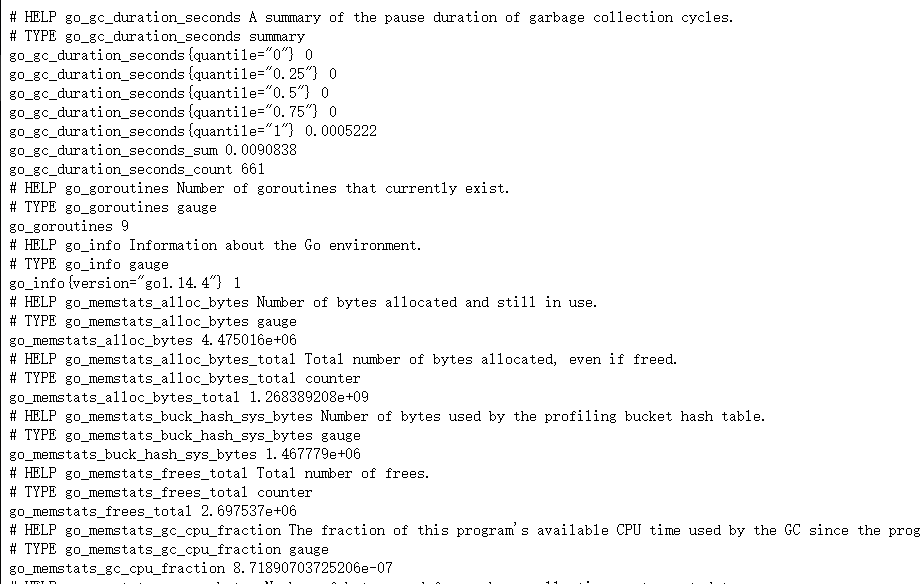 # HELP go_gc_duration_seconds A summary of the pause duration of garbage collection cycles.
# TYPE go_gc_duration_seconds summary
go_gc_duration_seconds{quantile="0"} 0
go_gc_duration_seconds{quantile="0.25"} 0
go_gc_duration_seconds{quantile="0.5"} 0
go_gc_duration_seconds{quantile="0.75"} 0
go_gc_duration_seconds{quantile="1"} 0.0005222
go_gc_duration_seconds_sum 0.0090838
go_gc_duration_seconds_count 661
# HELP go_goroutines Number of goroutines that currently exist.
# TYPE go_goroutines gauge
go_goroutines 9
# HELP go_info Information about the Go environment.
# TYPE go_info gauge
go_info{version="go1.14.4"} 1
# HELP go_memstats_alloc_bytes Number of bytes allocated and still in use.
# TYPE go_memstats_alloc_bytes gauge
go_memstats_alloc_bytes 4.475016e+06
# HELP go_memstats_alloc_bytes_total Total number of bytes allocated, even if freed.
# TYPE go_memstats_alloc_bytes_total counter
go_memstats_alloc_bytes_total 1.268389208e+09
# HELP go_memstats_buck_hash_sys_bytes Number of bytes used by the profiling bucket hash table.
# TYPE go_memstats_buck_hash_sys_bytes gauge
go_memstats_buck_hash_sys_bytes 1.467779e+06
# HELP go_memstats_frees_total Total number of frees.
# TYPE go_memstats_frees_total counter
go_memstats_frees_total 2.697537e+06
# HELP go_memstats_gc_cpu_fraction The fraction of this program's available CPU time used by the GC since the prog
# TYPE go_memstats_gc_cpu_fraction gauge
go_memstats_gc_cpu_fraction 8.71890703725206e-07